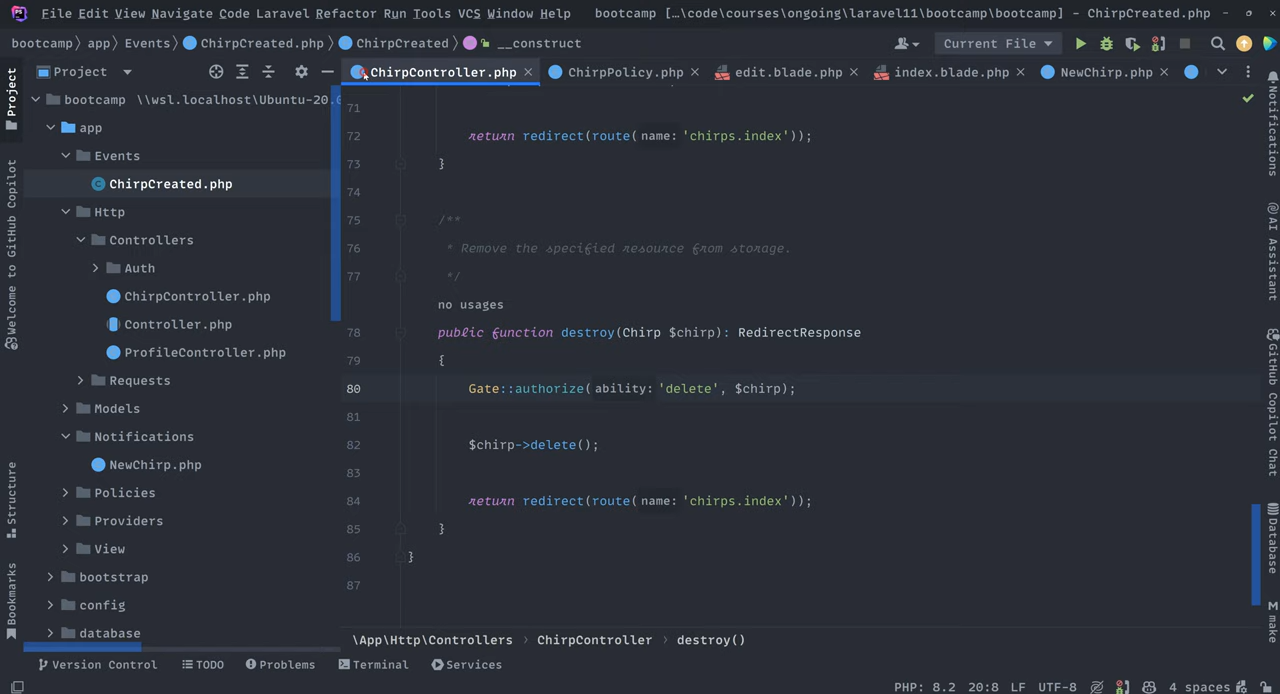 File Edit View Navigate Code Laravel Refactor Run Tools VCS Window Help bootcamp […\code\courses\ongoing\laravel11\bootcamp\bootcamp] – ChirpCreated.php
bootcamp app Events ChirpCreated.php ChirpCreated __construct Current File
Project
ChirpController.php ChirpPolicy.php edit.blade.php index.blade.php NewChirp.php
Project
Welcome to GitHub Copilot
Structure
Bookmarks
bootcamp \\wsl.localhost\Ubuntu-20.0
app
Events
ChirpCreated.php
Http
Controllers
Auth
ChirpController.php
Controller.php
ProfileController.php
Requests
Models
Notifications
NewChirp.php
Policies
Providers
View
bootstrap
config
database
71
72 return redirect(route( name: 'chirps.index'));
73 }
74
75 /**
76 * Remove the specified resource from storage.
77 */
no usages
78 public function destroy(Chirp $chirp): RedirectResponse
79 {
80 Gate::authorize( ability: 'delete', $chirp);
81
82 $chirp->delete();
83
84 return redirect(route( name: 'chirps.index'));
85 }
86 }
87
Notifications
AI Assistant
GitHub Copilot Chat
Database
make
\App\Http\Controllers ChirpController destroy()
Version Control TODO Problems Terminal Services
PHP: 8.2 20:8 LF UTF-8 4 spaces